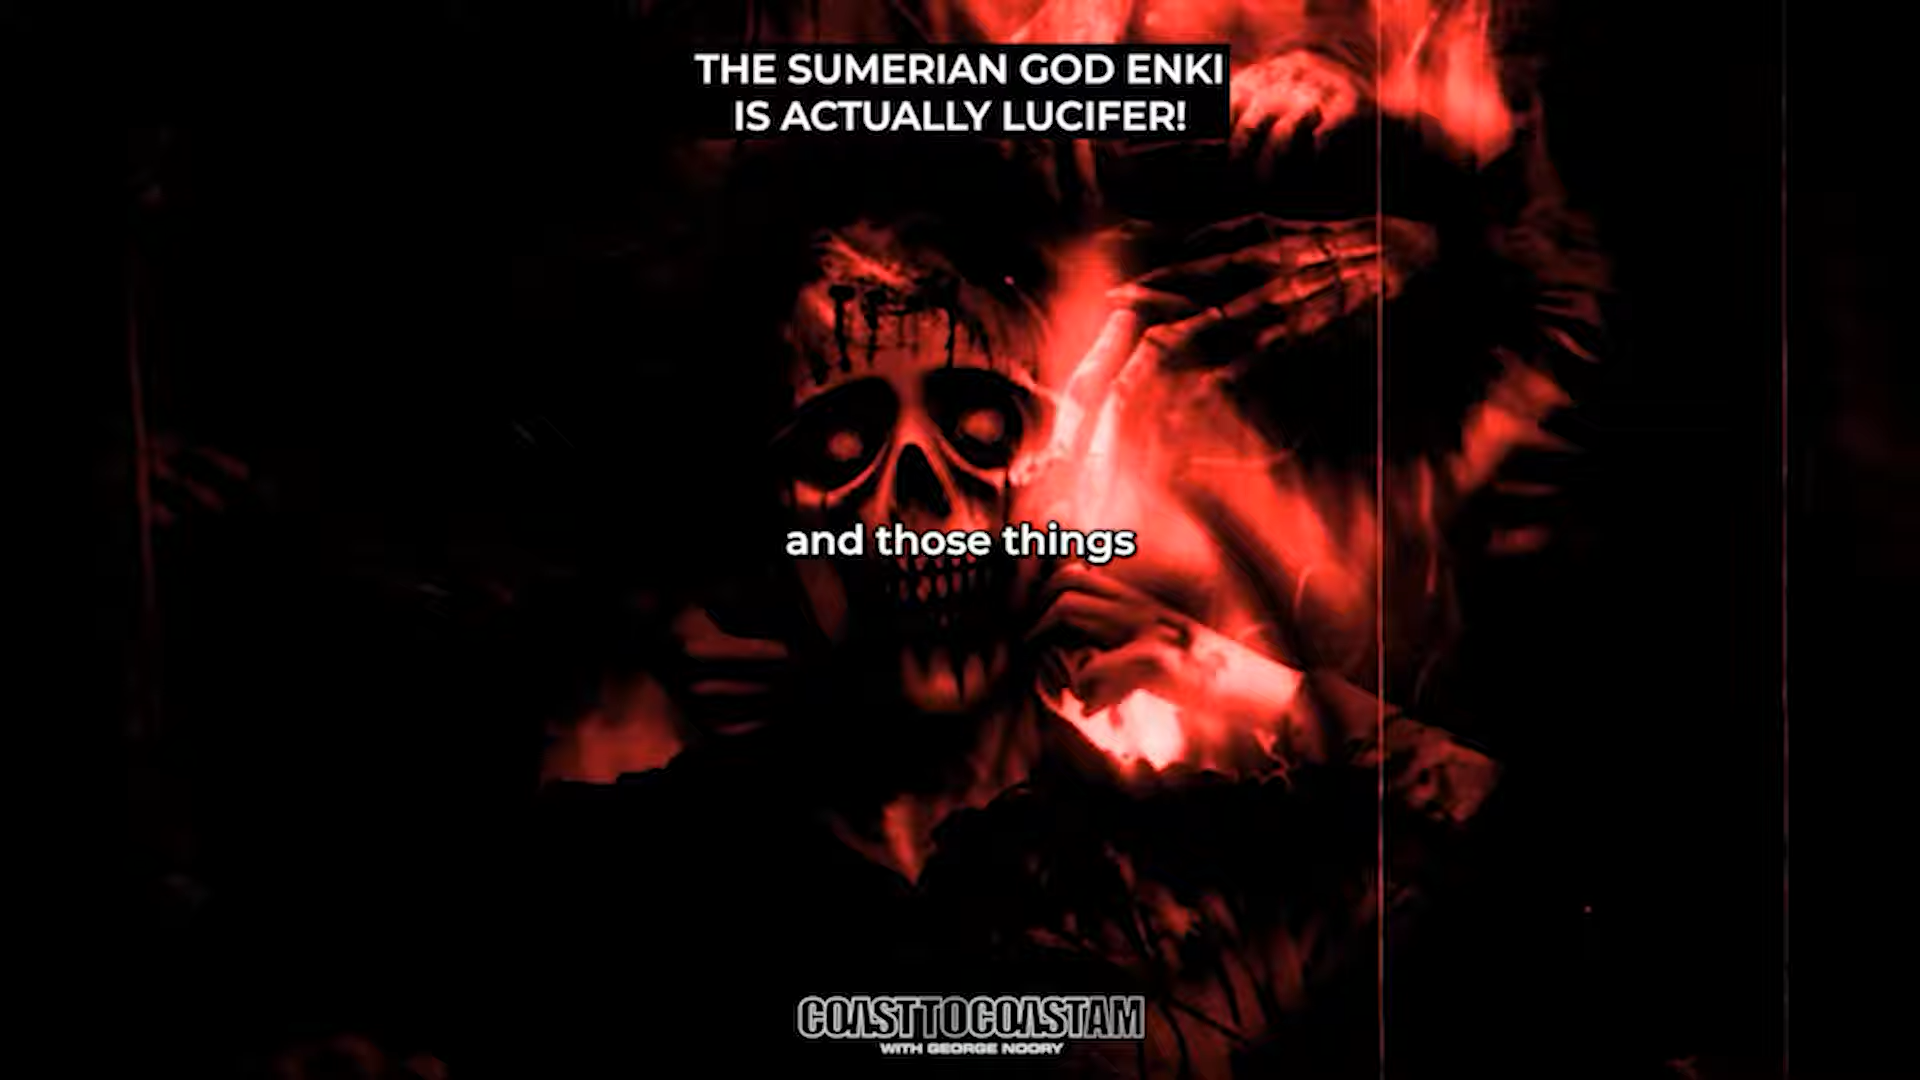 THE SUMERIAN GOD ENKI
IS ACTUALLY LUCIFER!
and those things
COASTTOCOASTAM
WITH GEORGE NOORY